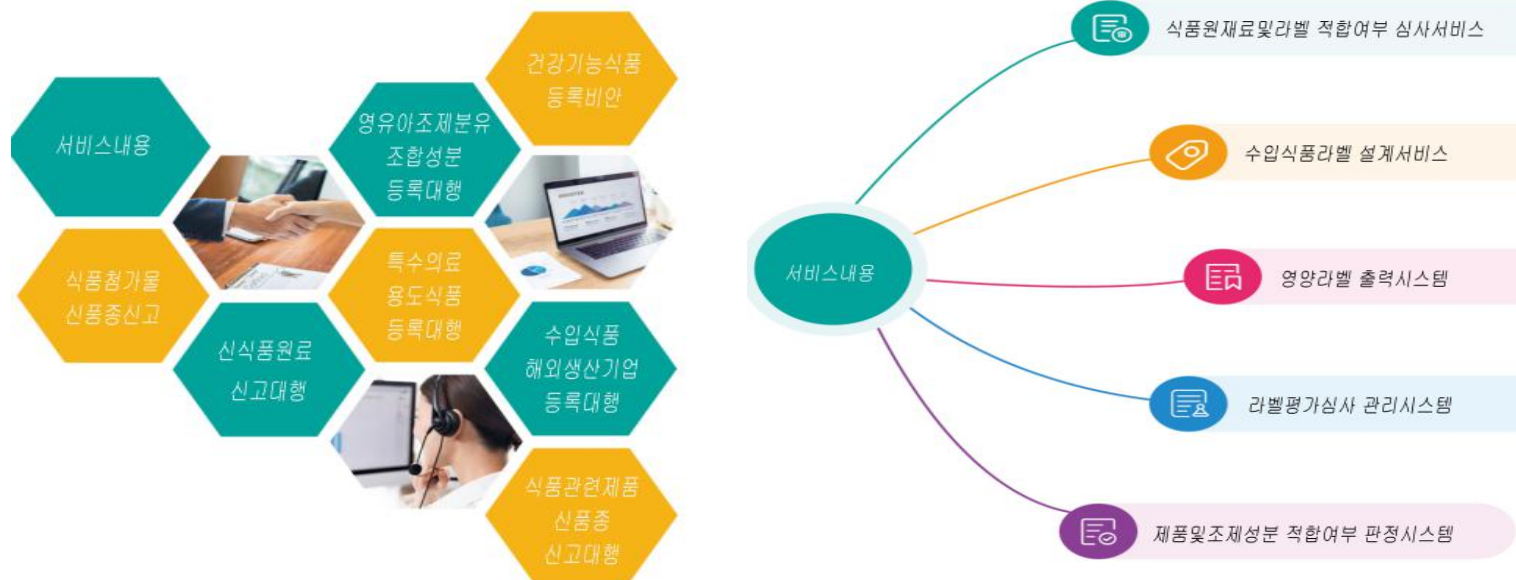 서비스내용
건강기능식품
등록비안
영유아조제분유
조합성분
등록대행
식품첨가물
신품종신고
특수의료
용도식품
등록대행
신식품원료
신고대행
수입식품
해외생산기업
등록대행
식품관련제품
신품종
신고대행
서비스내용
식품원재료및라벨 적합여부 심사서비스
수입식품라벨 설계서비스
영양라벨 출력시스템
라벨평가심사 관리시스템
제품및조제성분 적합여부 판정시스템